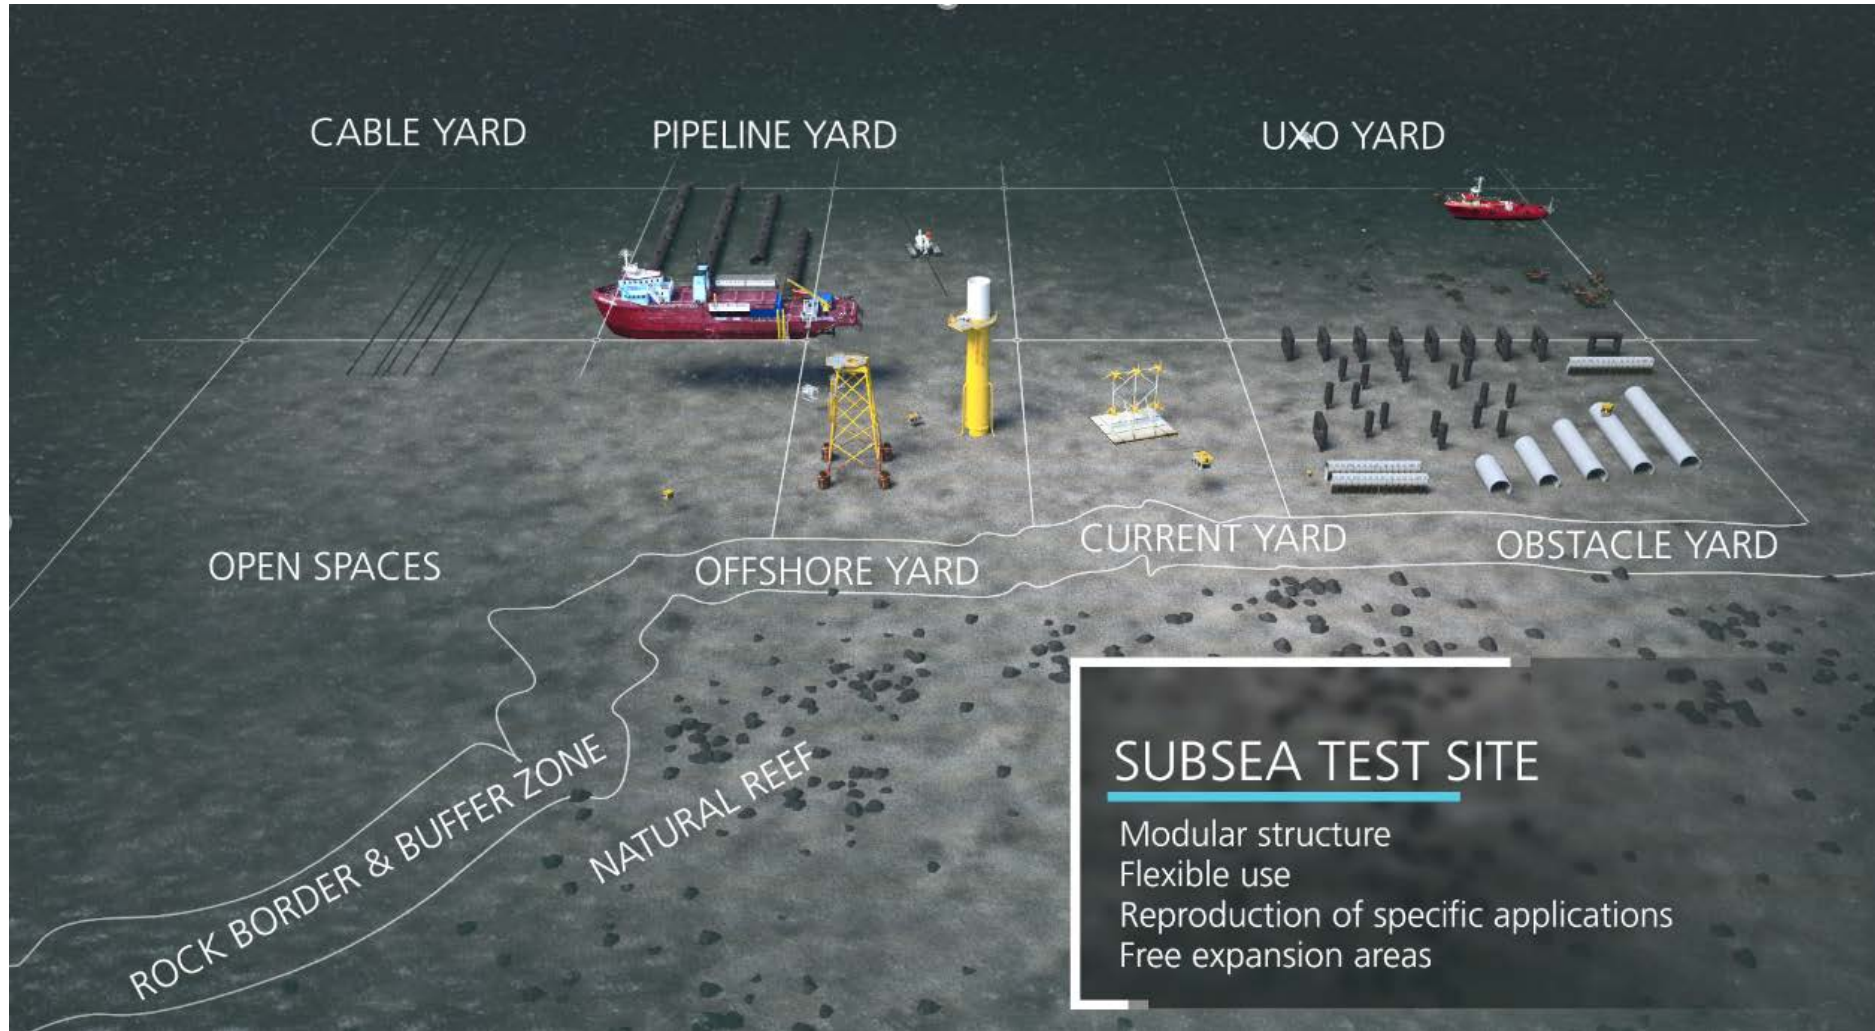 CABLE YARD
PIPELINE YARD
UXO YARD
OPEN SPACES
OFFSHORE YARD
CURRENT YARD
OBSTACLE YARD
ROCK BORDER & BUFFER ZONE
NATURAL REEF
SUBSEA TEST SITE
Modular structure
Flexible use
Reproduction of specific applications
Free expansion areas